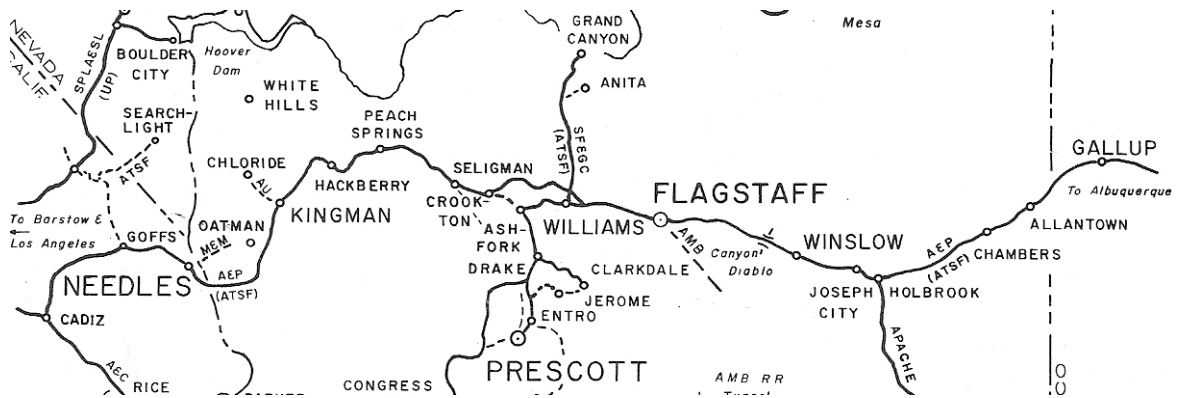 GRAND
CANYON
Mesa
NEVADA
CALIF.
SPLA&SL
(UP)
BOULDER
CITY
Hoover
Dam
WHITE
HILLS
ANITA
SEARCH-
LIGHT
PEACH
SPRINGS
SF&GC
(ATSF)
GALLUP
ATSF
CHLORIDE
AU
HACKBERRY
SELIGMAN
FLAGSTAFF
To Albuquerque
CROOK-
TON
KINGMAN
To Barstow &
Los Angeles
GOFFS
OATMAN
M&M
ASH-
FORK
WILLIAMS
AMB
Canyon
Diablo
WINSLOW
ALLANTOWN
A&P
(ATSF)
CHAMBERS
NEEDLES
A&P
(ATSF)
DRAKE
CLARKDALE
JEROME
JOSEPH
CITY
HOLBROOK
CADIZ
ENTRO
APACHE
PRESCOTT
A&C
RICE
CONGRESS
AMB RR